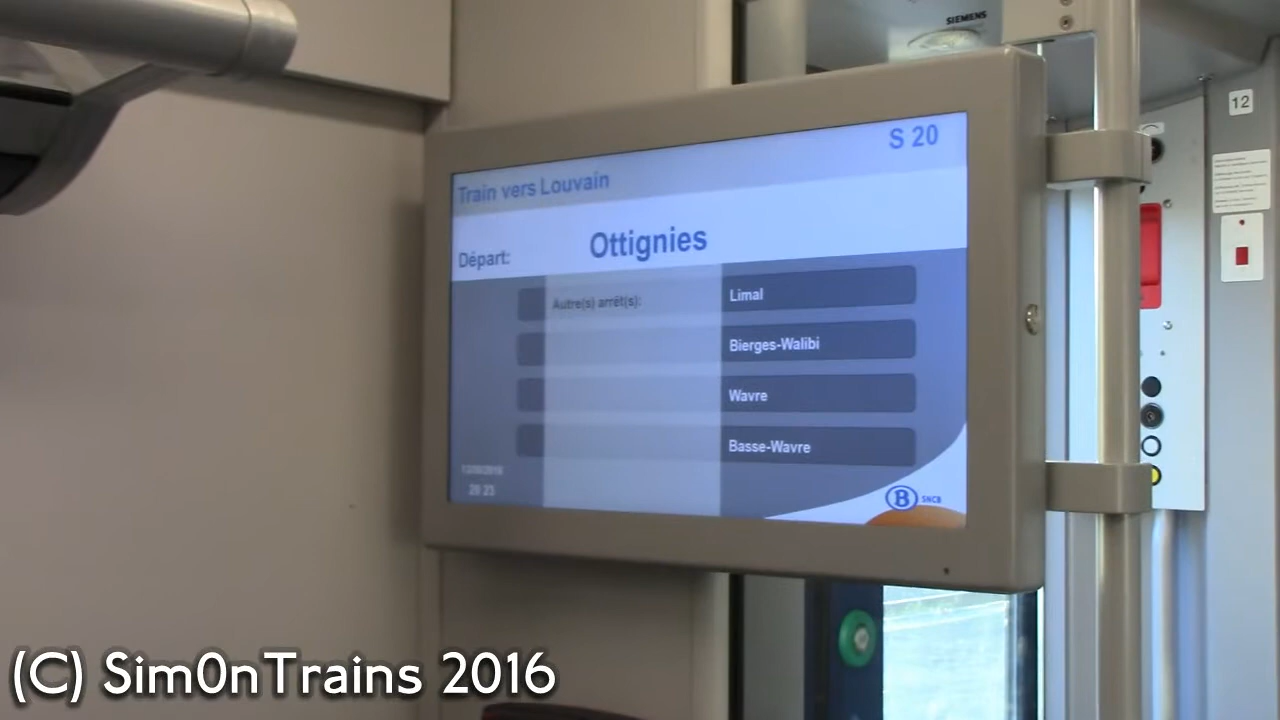 SIEMENS
12
S 20
Train vers Louvain
Départ: Ottignies
Autre(s) arrêt(s): Limal
Bierges-Walibi
Wavre
Basse-Wavre
20 23
B SNCB
(C) Sim0nTrains 2016